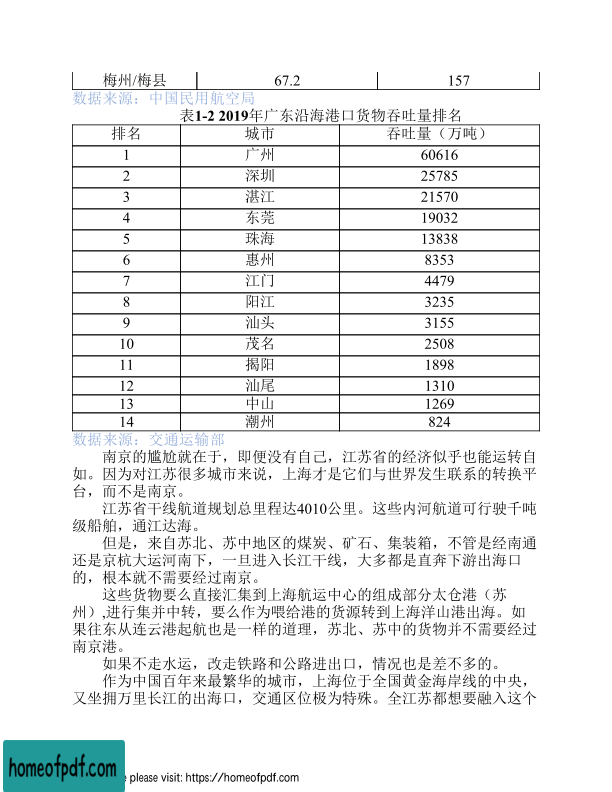 梅州/梅县 67.2 157
数据来源：中国民用航空局
表1-2 2019年广东沿海港口货物吞吐量排名
排名 城市 吞吐量（万吨）
1 广州 60616
2 深圳 25785
3 湛江 21570
4 东莞 19032
5 珠海 13838
6 惠州 8353
7 江门 4479
8 阳江 3235
9 汕头 3155
10 茂名 2508
11 揭阳 1898
12 汕尾 1310
13 中山 1269
14 潮州 824
数据来源：交通运输部
南京的尴尬就在于，即便没有自己，江苏省的经济似乎也能运转自
如。因为对江苏很多城市来说，上海才是它们与世界发生联系的转换平
台，而不是南京。
江苏省干线航道规划总里程达4010公里。这些内河航道可行驶千吨
级船舶，通江达海。
但是，来自苏北、苏中地区的煤炭、矿石、集装箱，不管是经南通
还是京杭大运河南下，一旦进入长江干线，大多都是直奔下游出海口
的，根本就不需要经过南京。
这些货物要么直接汇集到上海航运中心的组成部分太仓港（苏
州）,进行集并中转，要么作为喂给港的货源转到上海洋山港出海。如
果往东从连云港起航也是一样的道理，苏北、苏中的货物并不需要经过
南京港。
如果不走水运，改走铁路和公路进出口，情况也是差不多的。
作为中国百年来最繁华的城市，上海位于全国黄金海岸线的中央，
又坐拥万里长江的出海口，交通区位极为特殊。全江苏都想要融入这个
homeofpdf.com
e please visit: https://homeofpdf.com